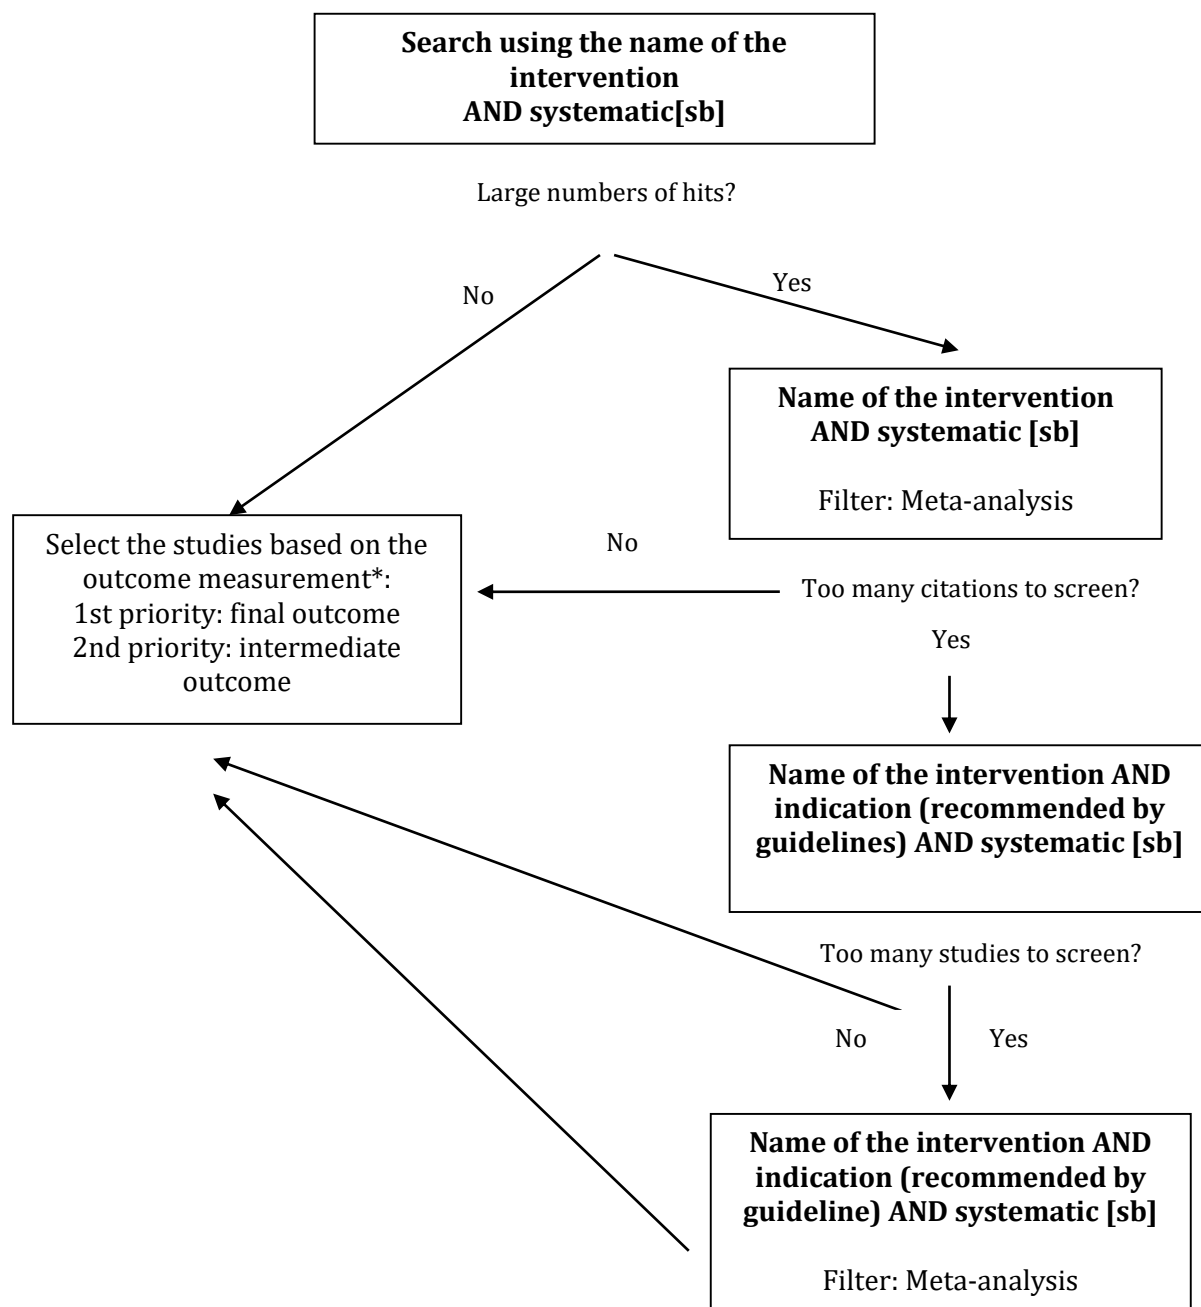 Search using the name of the
intervention
AND systematic[sb]
Large numbers of hits?
No
Yes
Name of the intervention
AND systematic [sb]
Filter: Meta-analysis
Select the studies based on the
outcome measurement*:
1st priority: final outcome
2nd priority: intermediate
outcome
No
Too many citations to screen?
Yes
Name of the intervention AND
indication (recommended by
guidelines) AND systematic [sb]
Too many studies to screen?
No
Yes
Name of the intervention AND
indication (recommended by
guideline) AND systematic [sb]
Filter: Meta-analysis